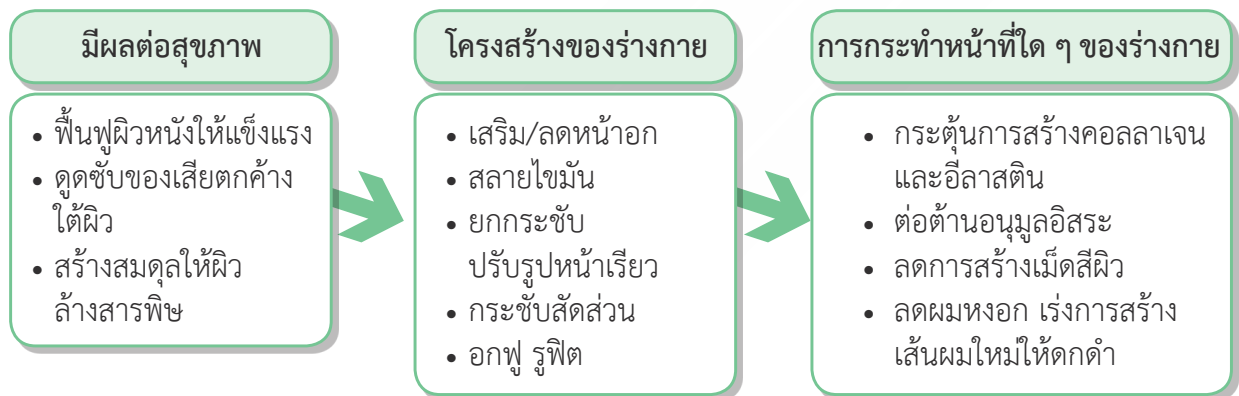 มีผลต่อสุขภาพ
• ฟื้นฟูผิวหนังให้แข็งแรง
• ดูดซับของเสียตกค้าง
ใต้ผิว
• สร้างสมดุลให้ผิว
ล้างสารพิษ
โครงสร้างของร่างกาย
• เสริม/ลดหน้าอก
• สลายไขมัน
• ยกกระชับ
ปรับรูปหน้าเรียว
• กระชับสัดส่วน
• อกฟู รูฟิต
การกระทำหน้าที่ใด ๆ ของร่างกาย
• กระตุ้นการสร้างคอลลาเจน
และอีลาสติน
• ต่อต้านอนุมูลอิสระ
• ลดการสร้างเม็ดสีผิว
• ลดผมหงอก เร่งการสร้าง
เส้นผมใหม่ให้ดกดำ